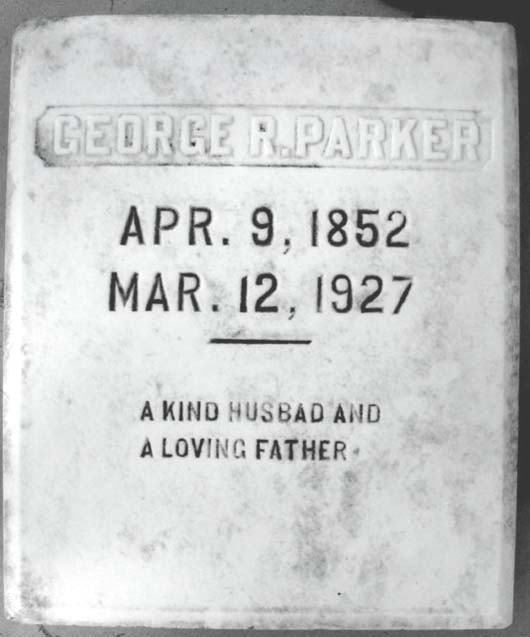 GEORGE R. PARKER
APR. 9, 1852
MAR. 12, 1927
A KIND HUSBAD AND
A LOVING FATHER